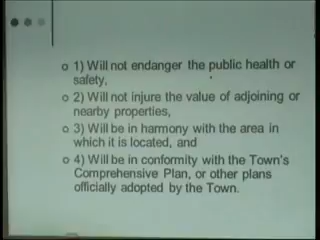 1) Will not endanger the public health or
safety,
2) Will not injure the value of adjoining or
nearby properties,
3) Will be in harmony with the area in
which it is located, and
4) Will be in conformity with the Town's
Comprehensive Plan, or other plans
officially adopted by the Town.